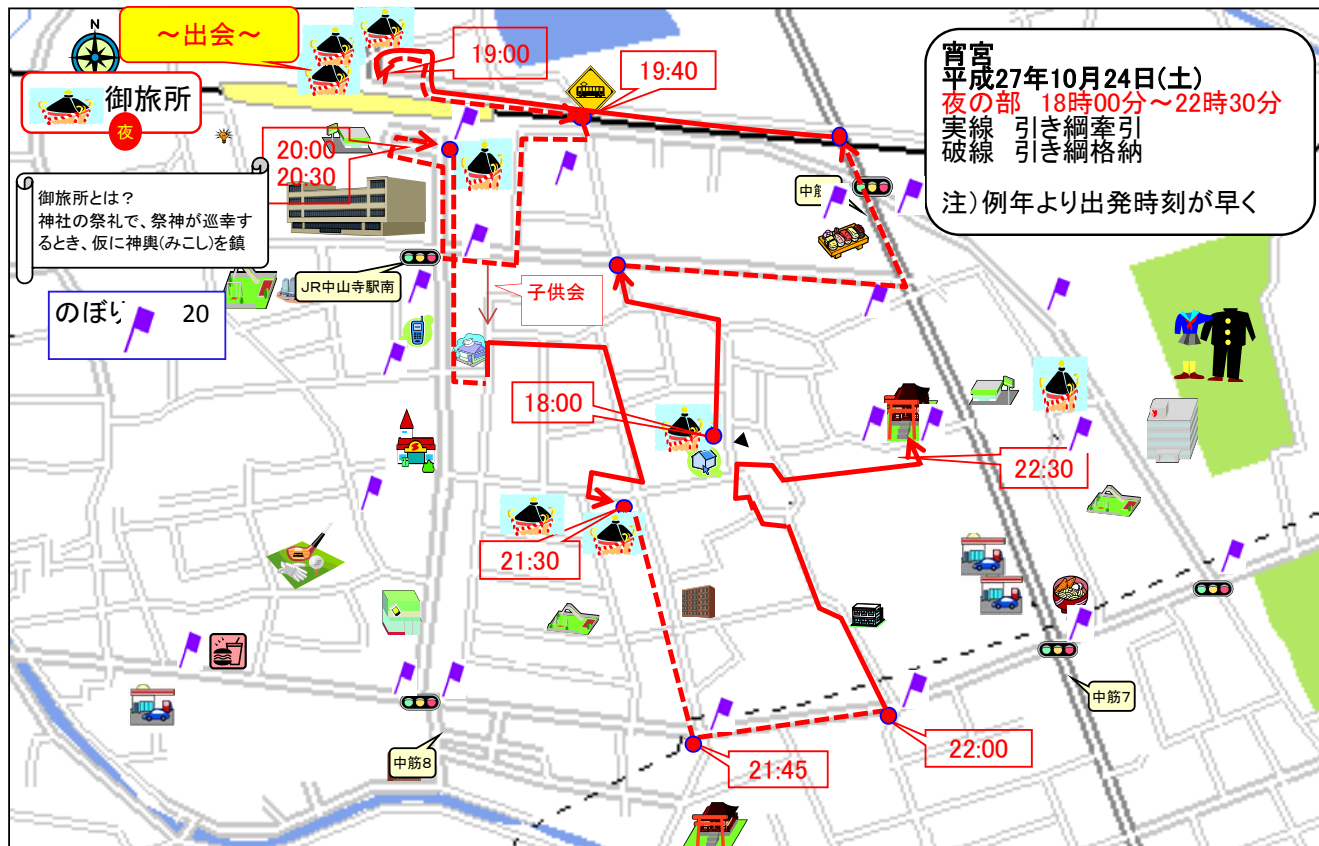 N
～出会～
御旅所
夜
19:00
19:40
宵宮
平成27年10月24日(土)
夜の部 18時00分～22時30分
実線 引き綱牽引
破線 引き綱格納
注)例年より出発時刻が早く
20:00
20:30
御旅所とは？
神社の祭礼で、祭神が巡幸す
るとき、仮に神輿(みこし)を鎮
中筋
JR中山寺駅南
のぼり 20
子供会
18:00
22:30
21:30
中筋7
22:00
21:45
中筋8